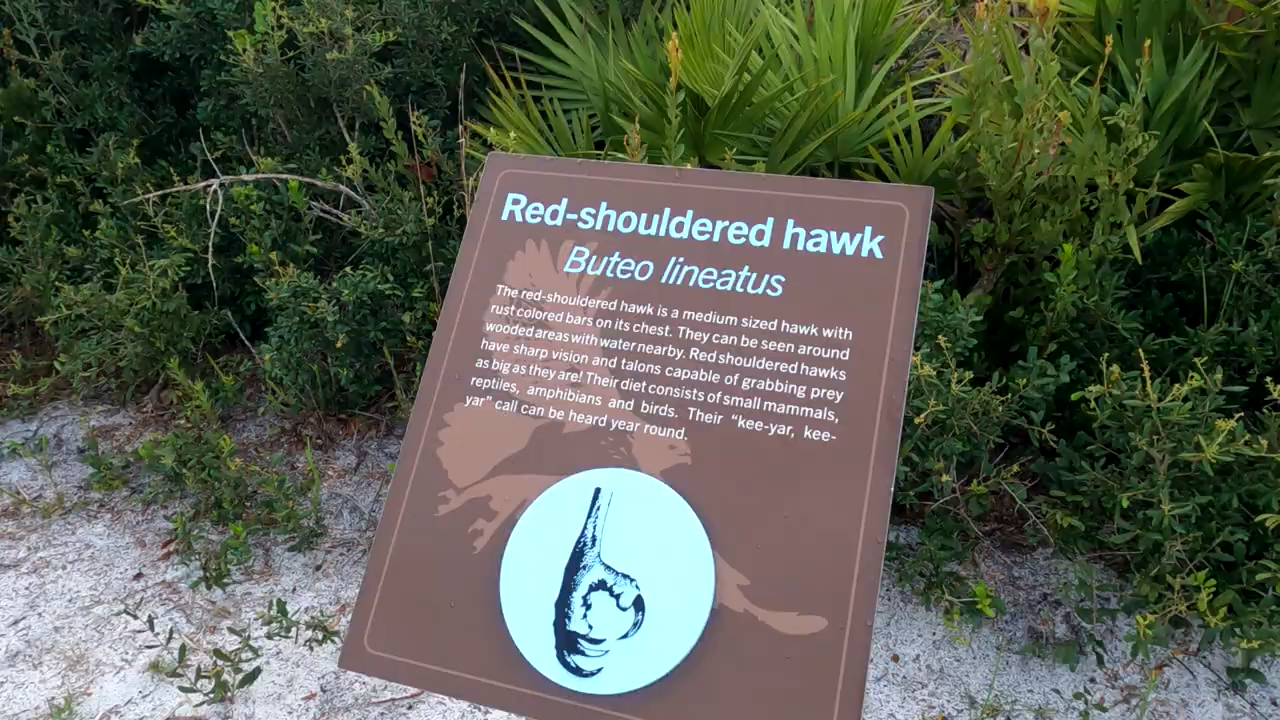 Red-shouldered hawk
Buteo lineatus
The red-shouldered hawk is a medium sized hawk with
rust colored bars on its chest. They can be seen around
wooded areas with water nearby. Red shouldered hawks
have sharp vision and talons capable of grabbing prey
as big as they are! Their diet consists of small mammals,
reptiles, amphibians and birds. Their “kee-yar, kee-
yar” call can be heard year round.